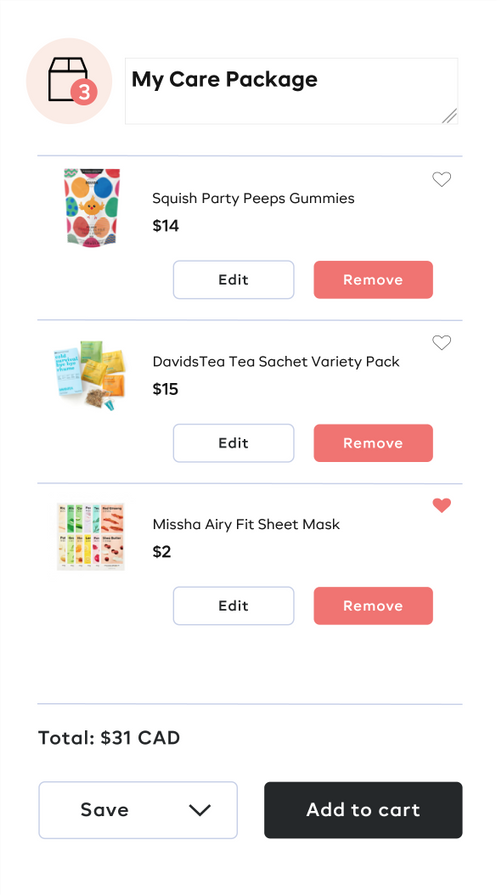 3
My Care Package
Squish Party Peeps Gummies
$14
Edit
Remove
DavidsTea Tea Sachet Variety Pack
$15
Edit
Remove
Missha Airy Fit Sheet Mask
$2
Edit
Remove
Total: $31 CAD
Save
Add to cart